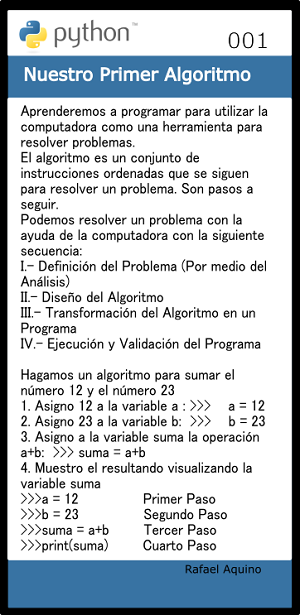 python™
001
Nuestro Primer Algoritmo
Aprenderemos a programar para utilizar la
computadora como una herramienta para
resolver problemas.
El algoritmo es un conjunto de
instrucciones ordenadas que se siguen
para resolver un problema. Son pasos a
seguir.
Podemos resolver un problema con la
ayuda de la computadora con la siguiente
secuencia:
I.- Definición del Problema (Por medio del
Análisis)
II.- Diseño del Algoritmo
III.- Transformación del Algoritmo en un
Programa
IV.- Ejecución y Validación del Programa
Hagamos un algoritmo para sumar el
número 12 y el número 23
1. Asigno 12 a la variable a : >>> a = 12
2. Asigno 23 a la variable b: >>> b = 23
3. Asigno a la variable suma la operación
a+b: >>> suma = a+b
4. Muestro el resultando visualizando la
variable suma
>>>a = 12 Primer Paso
>>>b = 23 Segundo Paso
>>>suma = a+b Tercer Paso
>>>print(suma) Cuarto Paso
Rafael Aquino